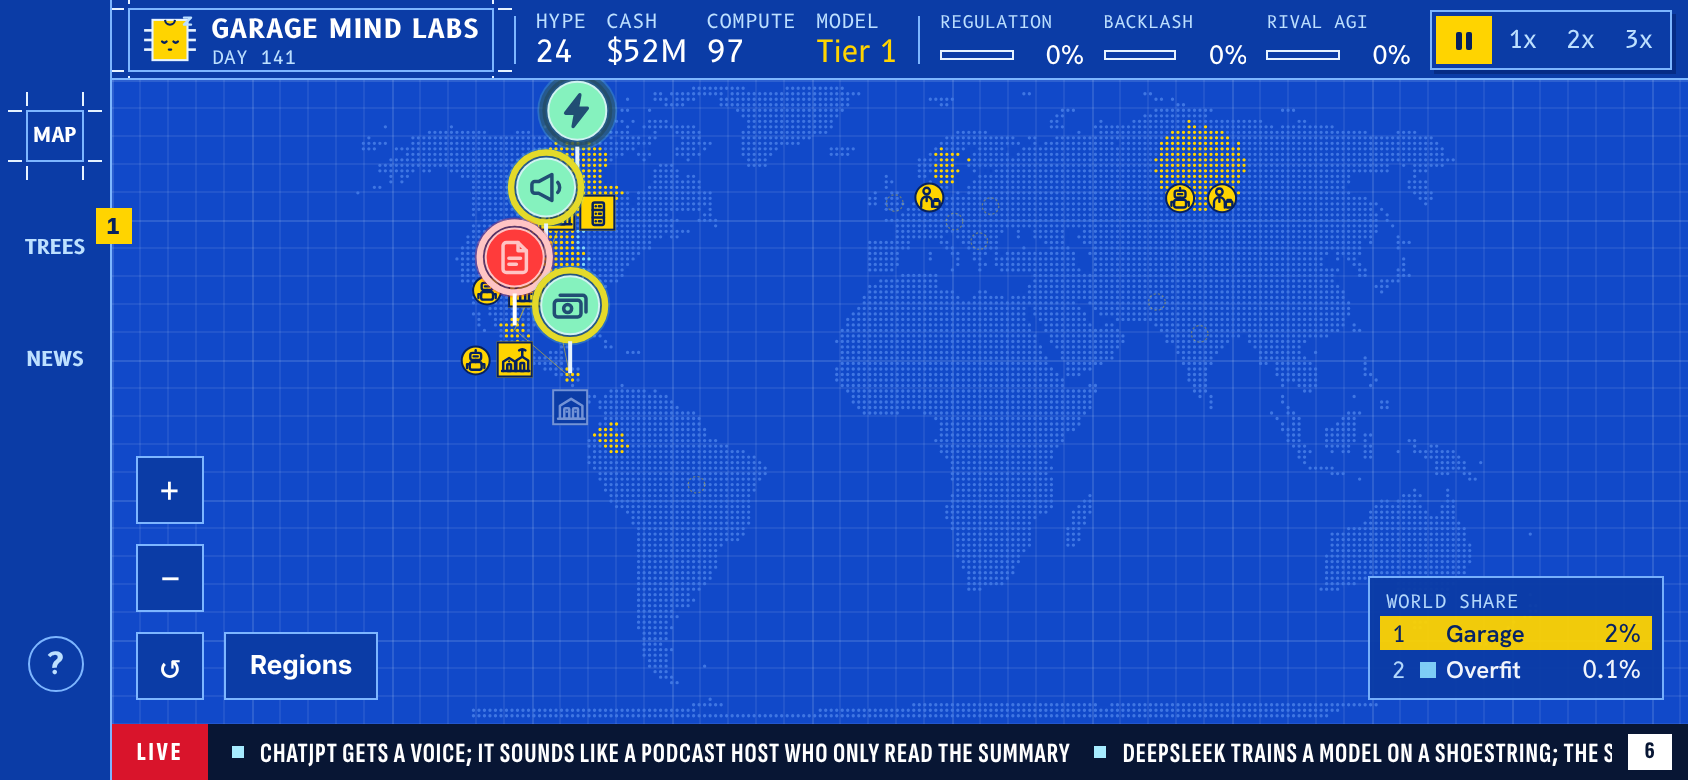 GARAGE MIND LABS
DAY 141
HYPE
24
CASH
$52M
COMPUTE
97
MODEL
Tier 1
REGULATION
0%
BACKLASH
0%
RIVAL AGI
0%
1x
2x
3x
MAP
1
TREES
NEWS
+
−
↺
Regions
?
WORLD SHARE
1 Garage 2%
2 Overfit 0.1%
LIVE
CHATJPT GETS A VOICE; IT SOUNDS LIKE A PODCAST HOST WHO ONLY READ THE SUMMARY
DEEPSLEEK TRAINS A MODEL ON A SHOESTRING; THE S
6